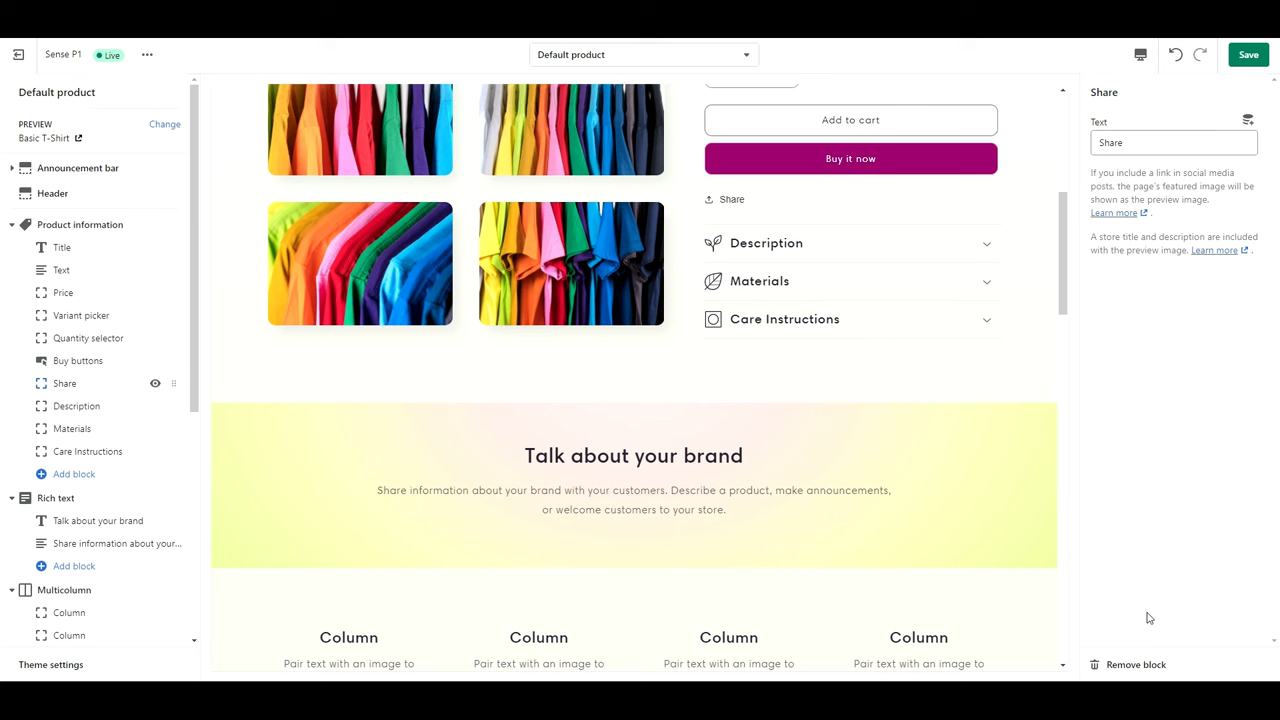 Sense P1
Live
Default product
Save
Default product
PREVIEW
Change
Basic T-Shirt
Announcement bar
Header
Product information
Title
Text
Price
Variant picker
Quantity selector
Buy buttons
Share
Description
Materials
Care Instructions
Add block
Rich text
Talk about your brand
Share information about your...
Add block
Multicolumn
Column
Column
Theme settings
Add to cart
Buy it now
Share
Description
Materials
Care Instructions
Talk about your brand
Share information about your brand with your customers. Describe a product, make announcements,
or welcome customers to your store.
Column
Column
Column
Column
Pair text with an image to
Pair text with an image to
Pair text with an image to
Pair text with an image to
Share
Text
Share
If you include a link in social media
posts, the page's featured image will be
shown as the preview image.
Learn more .
A store title and description are included
with the preview image. Learn more .
Remove block